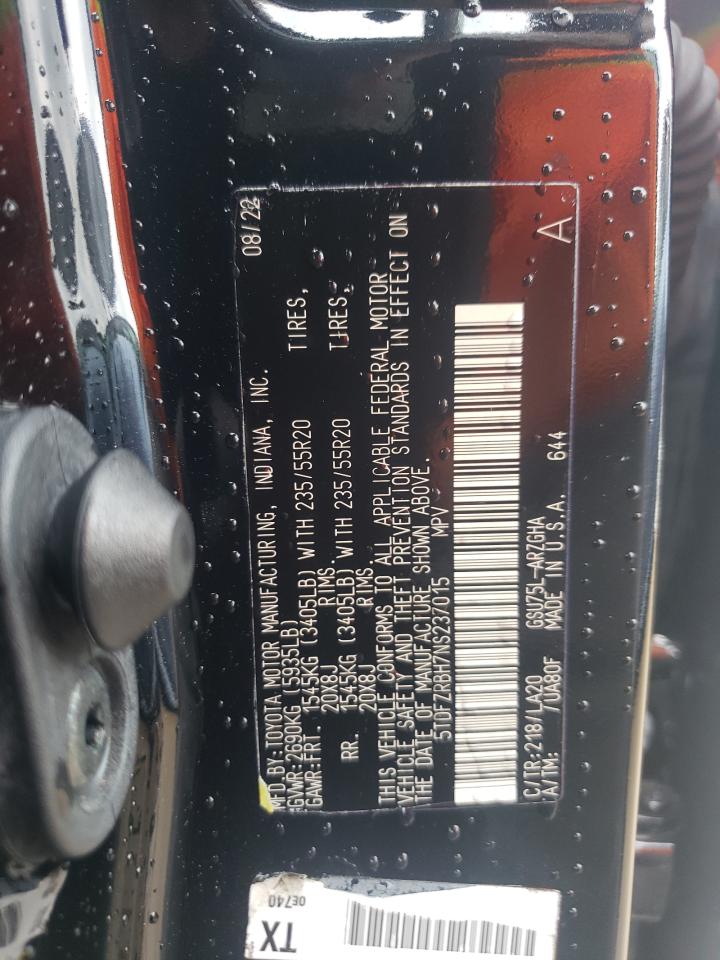 MFD.BY:TOYOTA MOTOR MANUFACTURING, INDIANA, INC. 08/22
GVWR:2690KG(5935LB)
GAWR:FRT. 1545KG (3405LB) WITH 235/55R20 TIRES,
20X8J RIMS.
RR. 1545KG (3405LB) WITH 235/55R20 TIRES,
20X8J RIMS.
THIS VEHICLE CONFORMS TO ALL APPLICABLE FEDERAL MOTOR
VEHICLE SAFETY AND THEFT PREVENTION STANDARDS IN EFFECT ON
THE DATE OF MANUFACTURE SHOWN ABOVE.
5TDFZRBH7NS237015 MPV
C/TR:218/LA20 GSU75-ARZGHA
A/TM: /UA80F MADE IN U.S.A. 644 A
TX
0E740